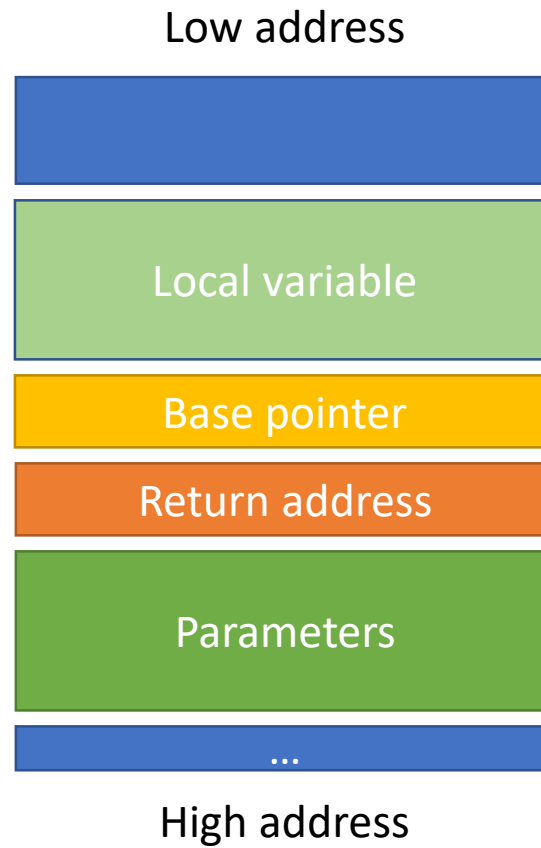 Low address
Local variable
Base pointer
Return address
Parameters
...
High address